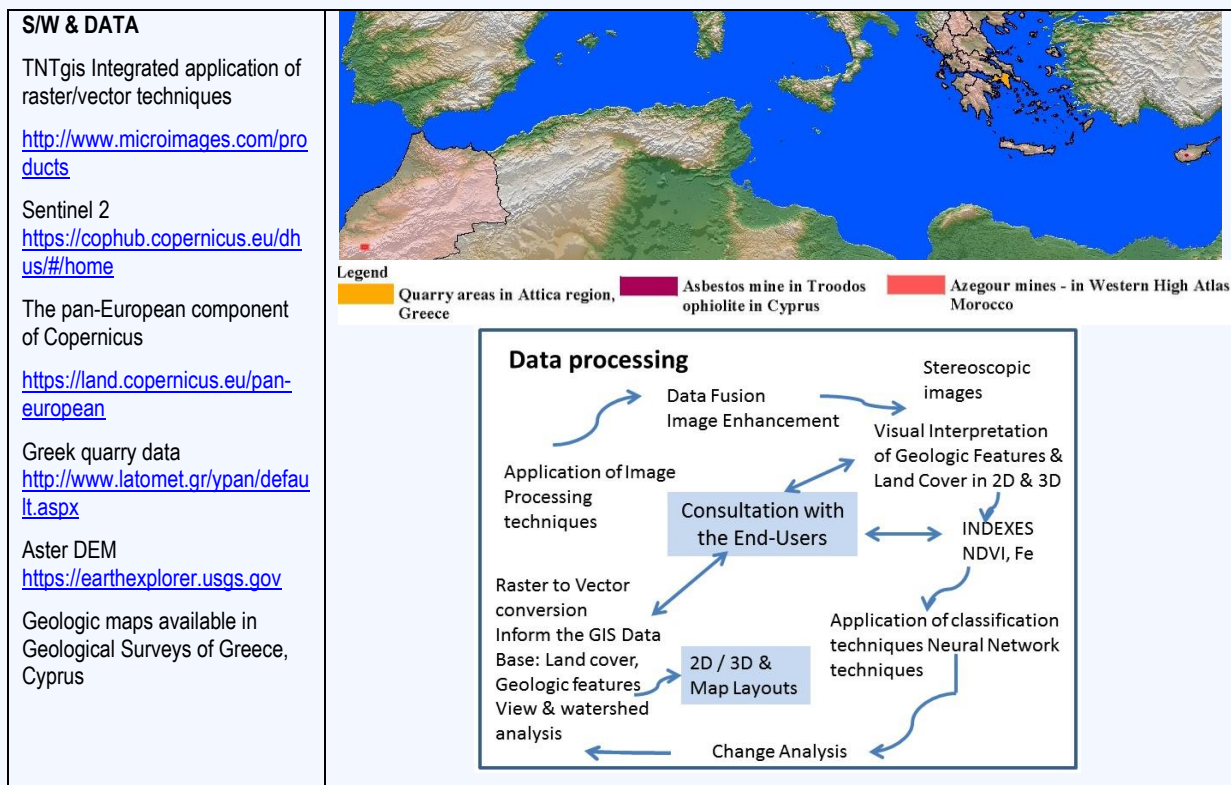 S/W & DATA
TNTgis Integrated application of
raster/vector techniques
http://www.microimages.com/pro
ducts
Sentinel 2
https://cophub.copernicus.eu/dh
us/#/home
The pan-European component
of Copernicus
https://land.copernicus.eu/pan-
european
Greek quarry data
http://www.latomet.gr/ypan/defau
lt.aspx
Aster DEM
https://earthexplorer.usgs.gov
Geologic maps available in
Geological Surveys of Greece,
Cyprus
Legend
Quarry areas in Attica region,
Greece
Asbestos mine in Troodos
ophiolite in Cyprus
Azegour mines - in Western High Atlas
Morocco
Data processing
Data Fusion
Image Enhancement
Stereoscopic
images
Visual Interpretation
of Geologic Features &
Land Cover in 2D & 3D
Application of Image
Processing
techniques
Consultation with
the End-Users
INDEXES
NDVI, Fe
Raster to Vector
conversion
Inform the GIS Data
Base: Land cover,
Geologic features
View & watershed
analysis
2D / 3D &
Map Layouts
Application of classification
techniques Neural Network
techniques
Change Analysis